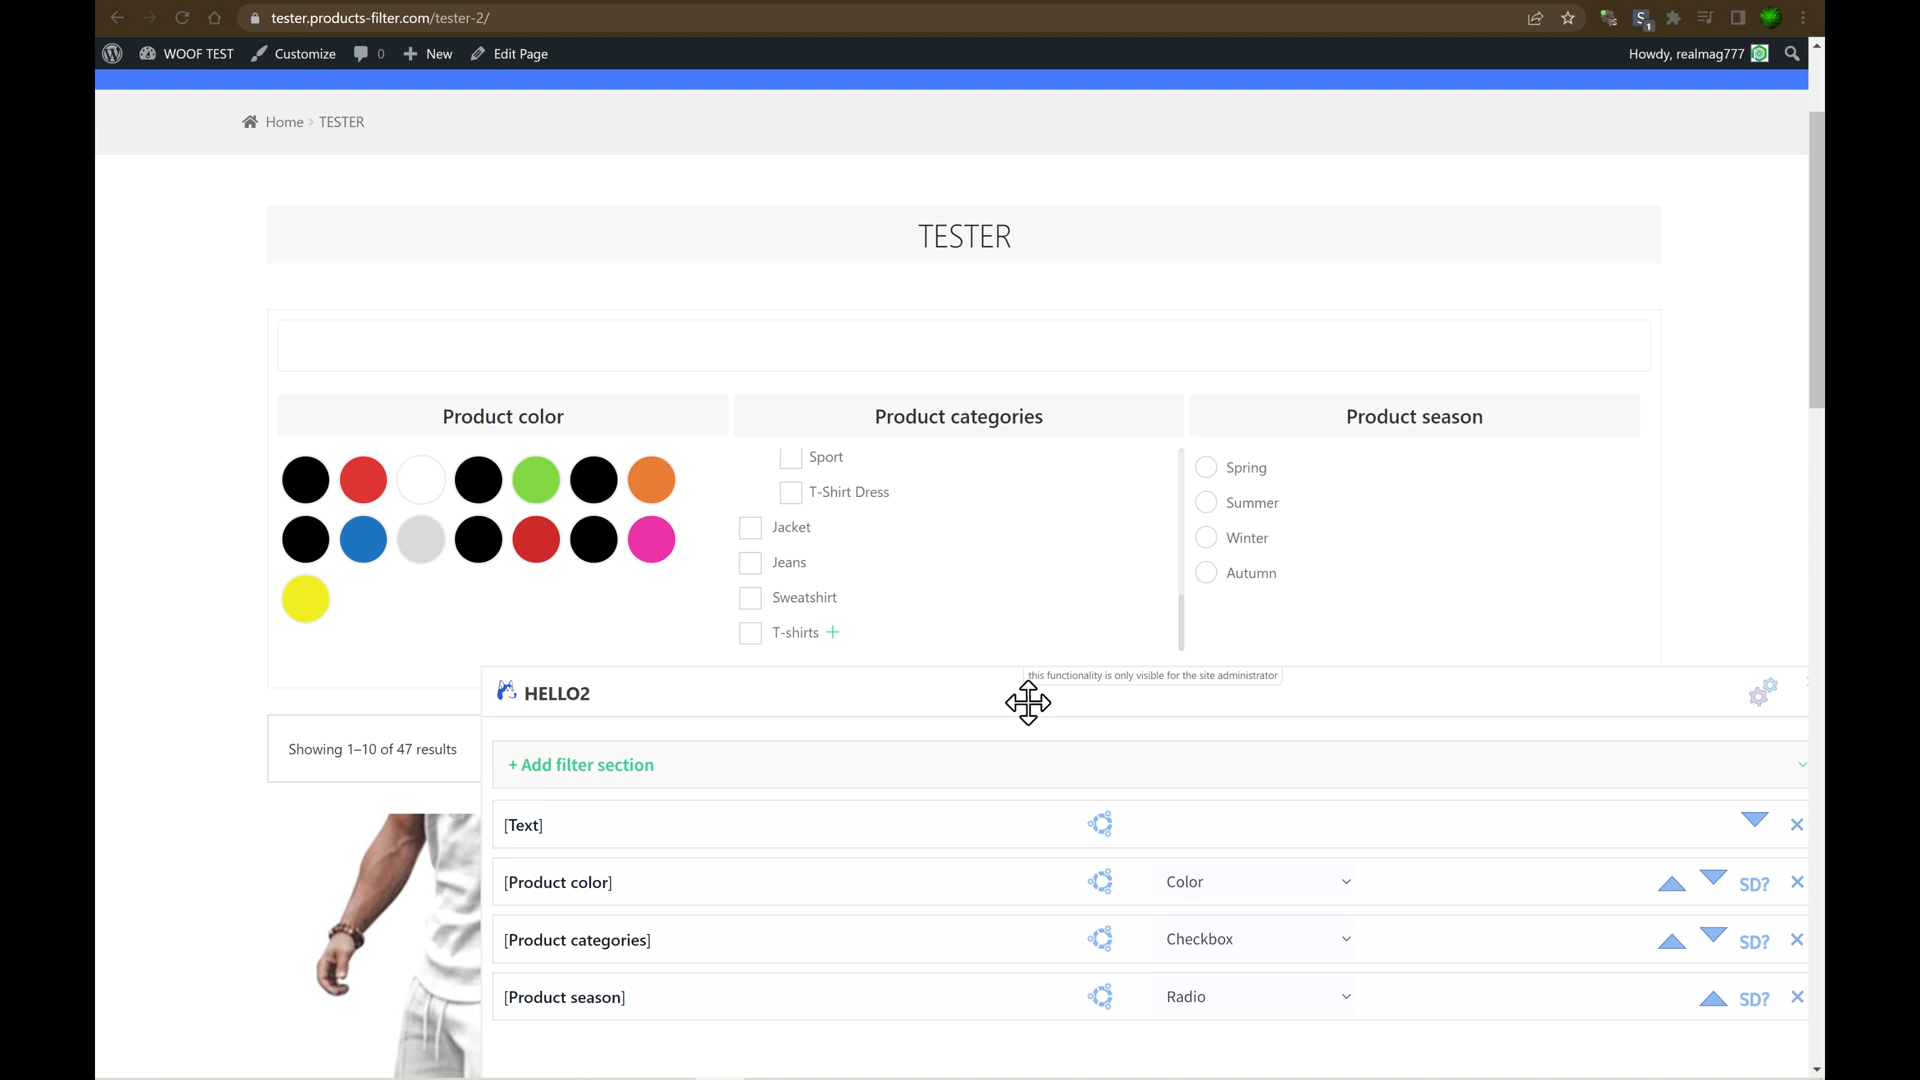 tester.products-filter.com/tester-2/
S
1
WOOF TEST
Customize
0
New
Edit Page
Howdy, realmag777
Home › TESTER
TESTER
Product color
Product categories
Product season
Sport
T-Shirt Dress
Jacket
Jeans
Sweatshirt
T-shirts +
Spring
Summer
Winter
Autumn
this functionality is only visible for the site administrator
HELLO2
Showing 1–10 of 47 results
+ Add filter section
[Text]
[Product color]
Color
SD?
[Product categories]
Checkbox
SD?
[Product season]
Radio
SD?